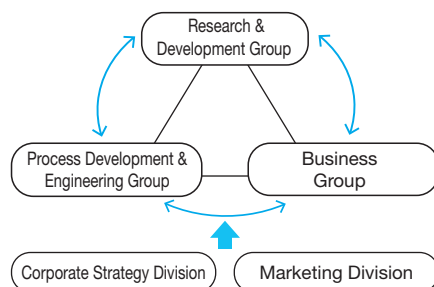 Research &
Development Group
Process Development &
Engineering Group
Business
Group
Corporate Strategy Division
Marketing Division